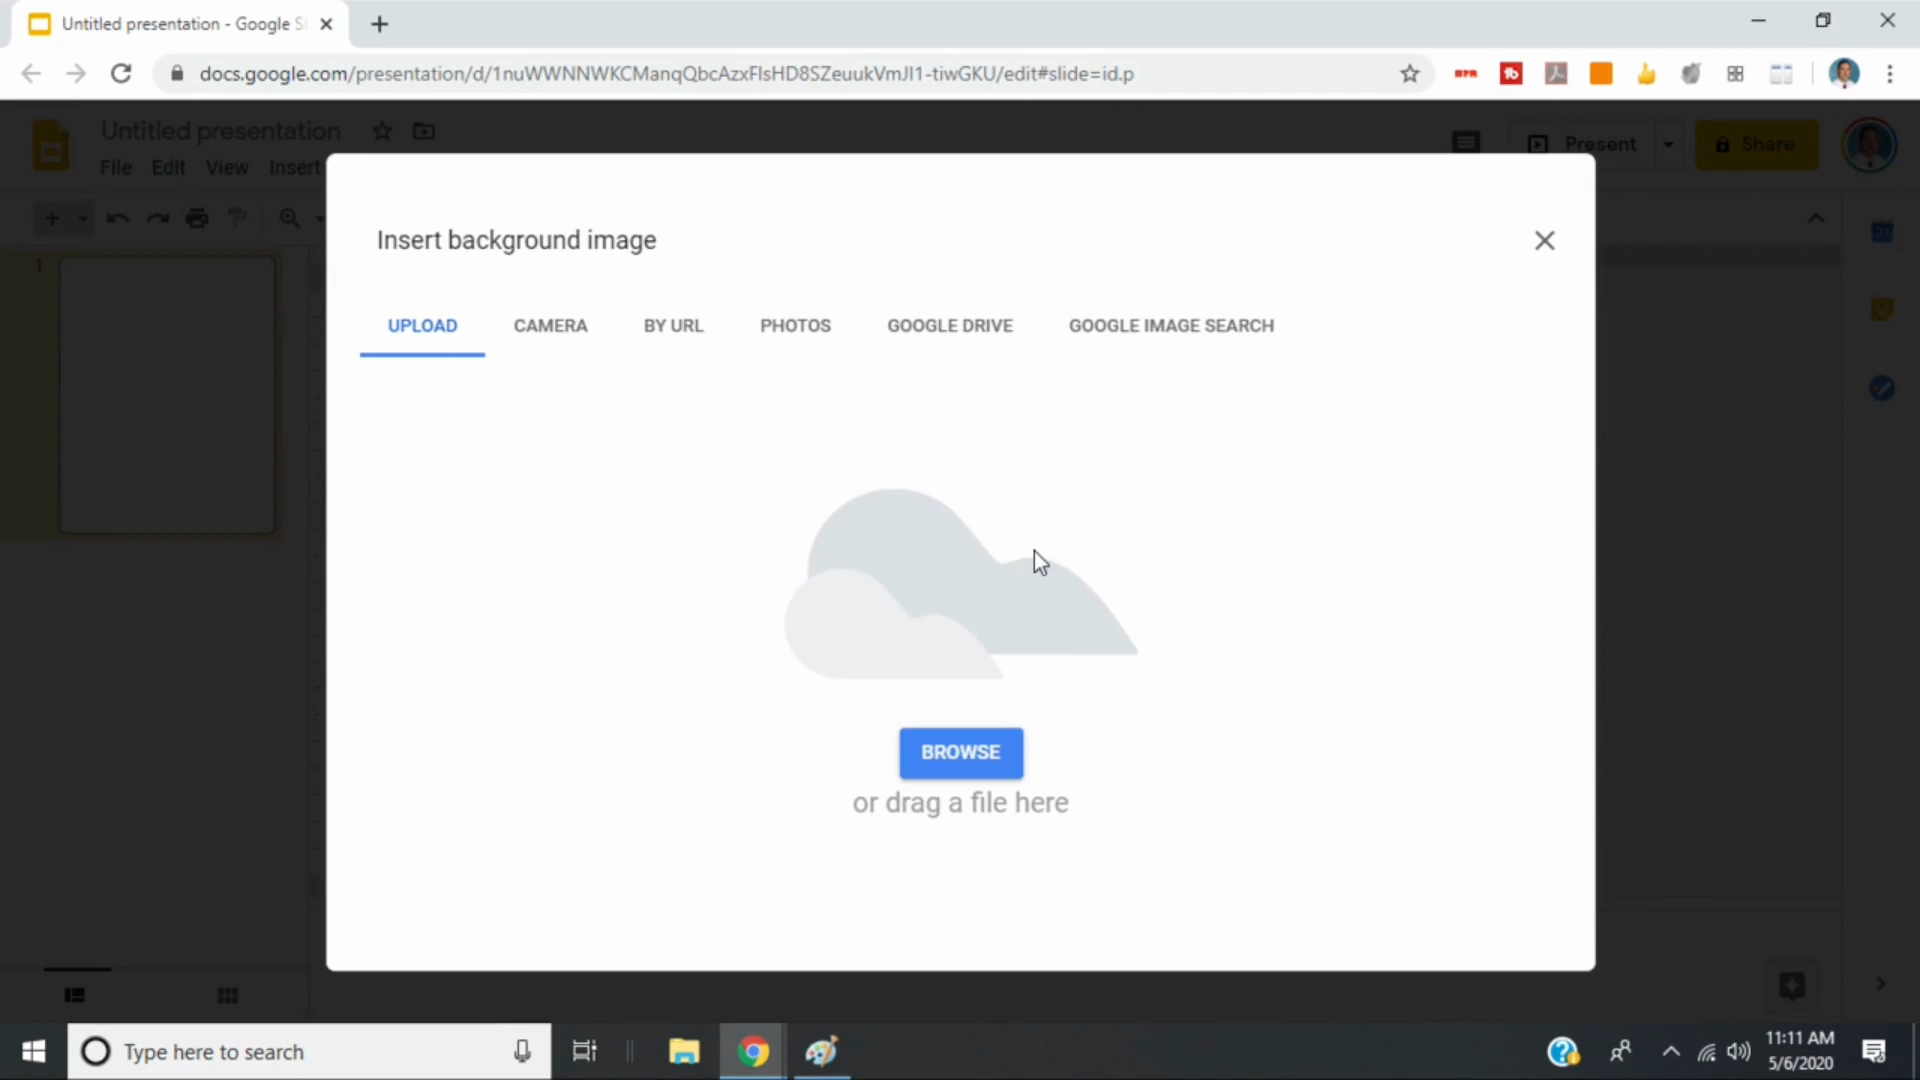 Untitled presentation - Google S
docs.google.com/presentation/d/1nuWWNNWKCManqQbcAzxFlsHD8SZeuukVmJl1-tiwGKU/edit#slide=id.p
Untitled presentation
File Edit View Insert
Present
Share
1
Insert background image
UPLOAD CAMERA BY URL PHOTOS GOOGLE DRIVE GOOGLE IMAGE SEARCH
BROWSE
or drag a file here
Type here to search
11:11 AM
5/6/2020